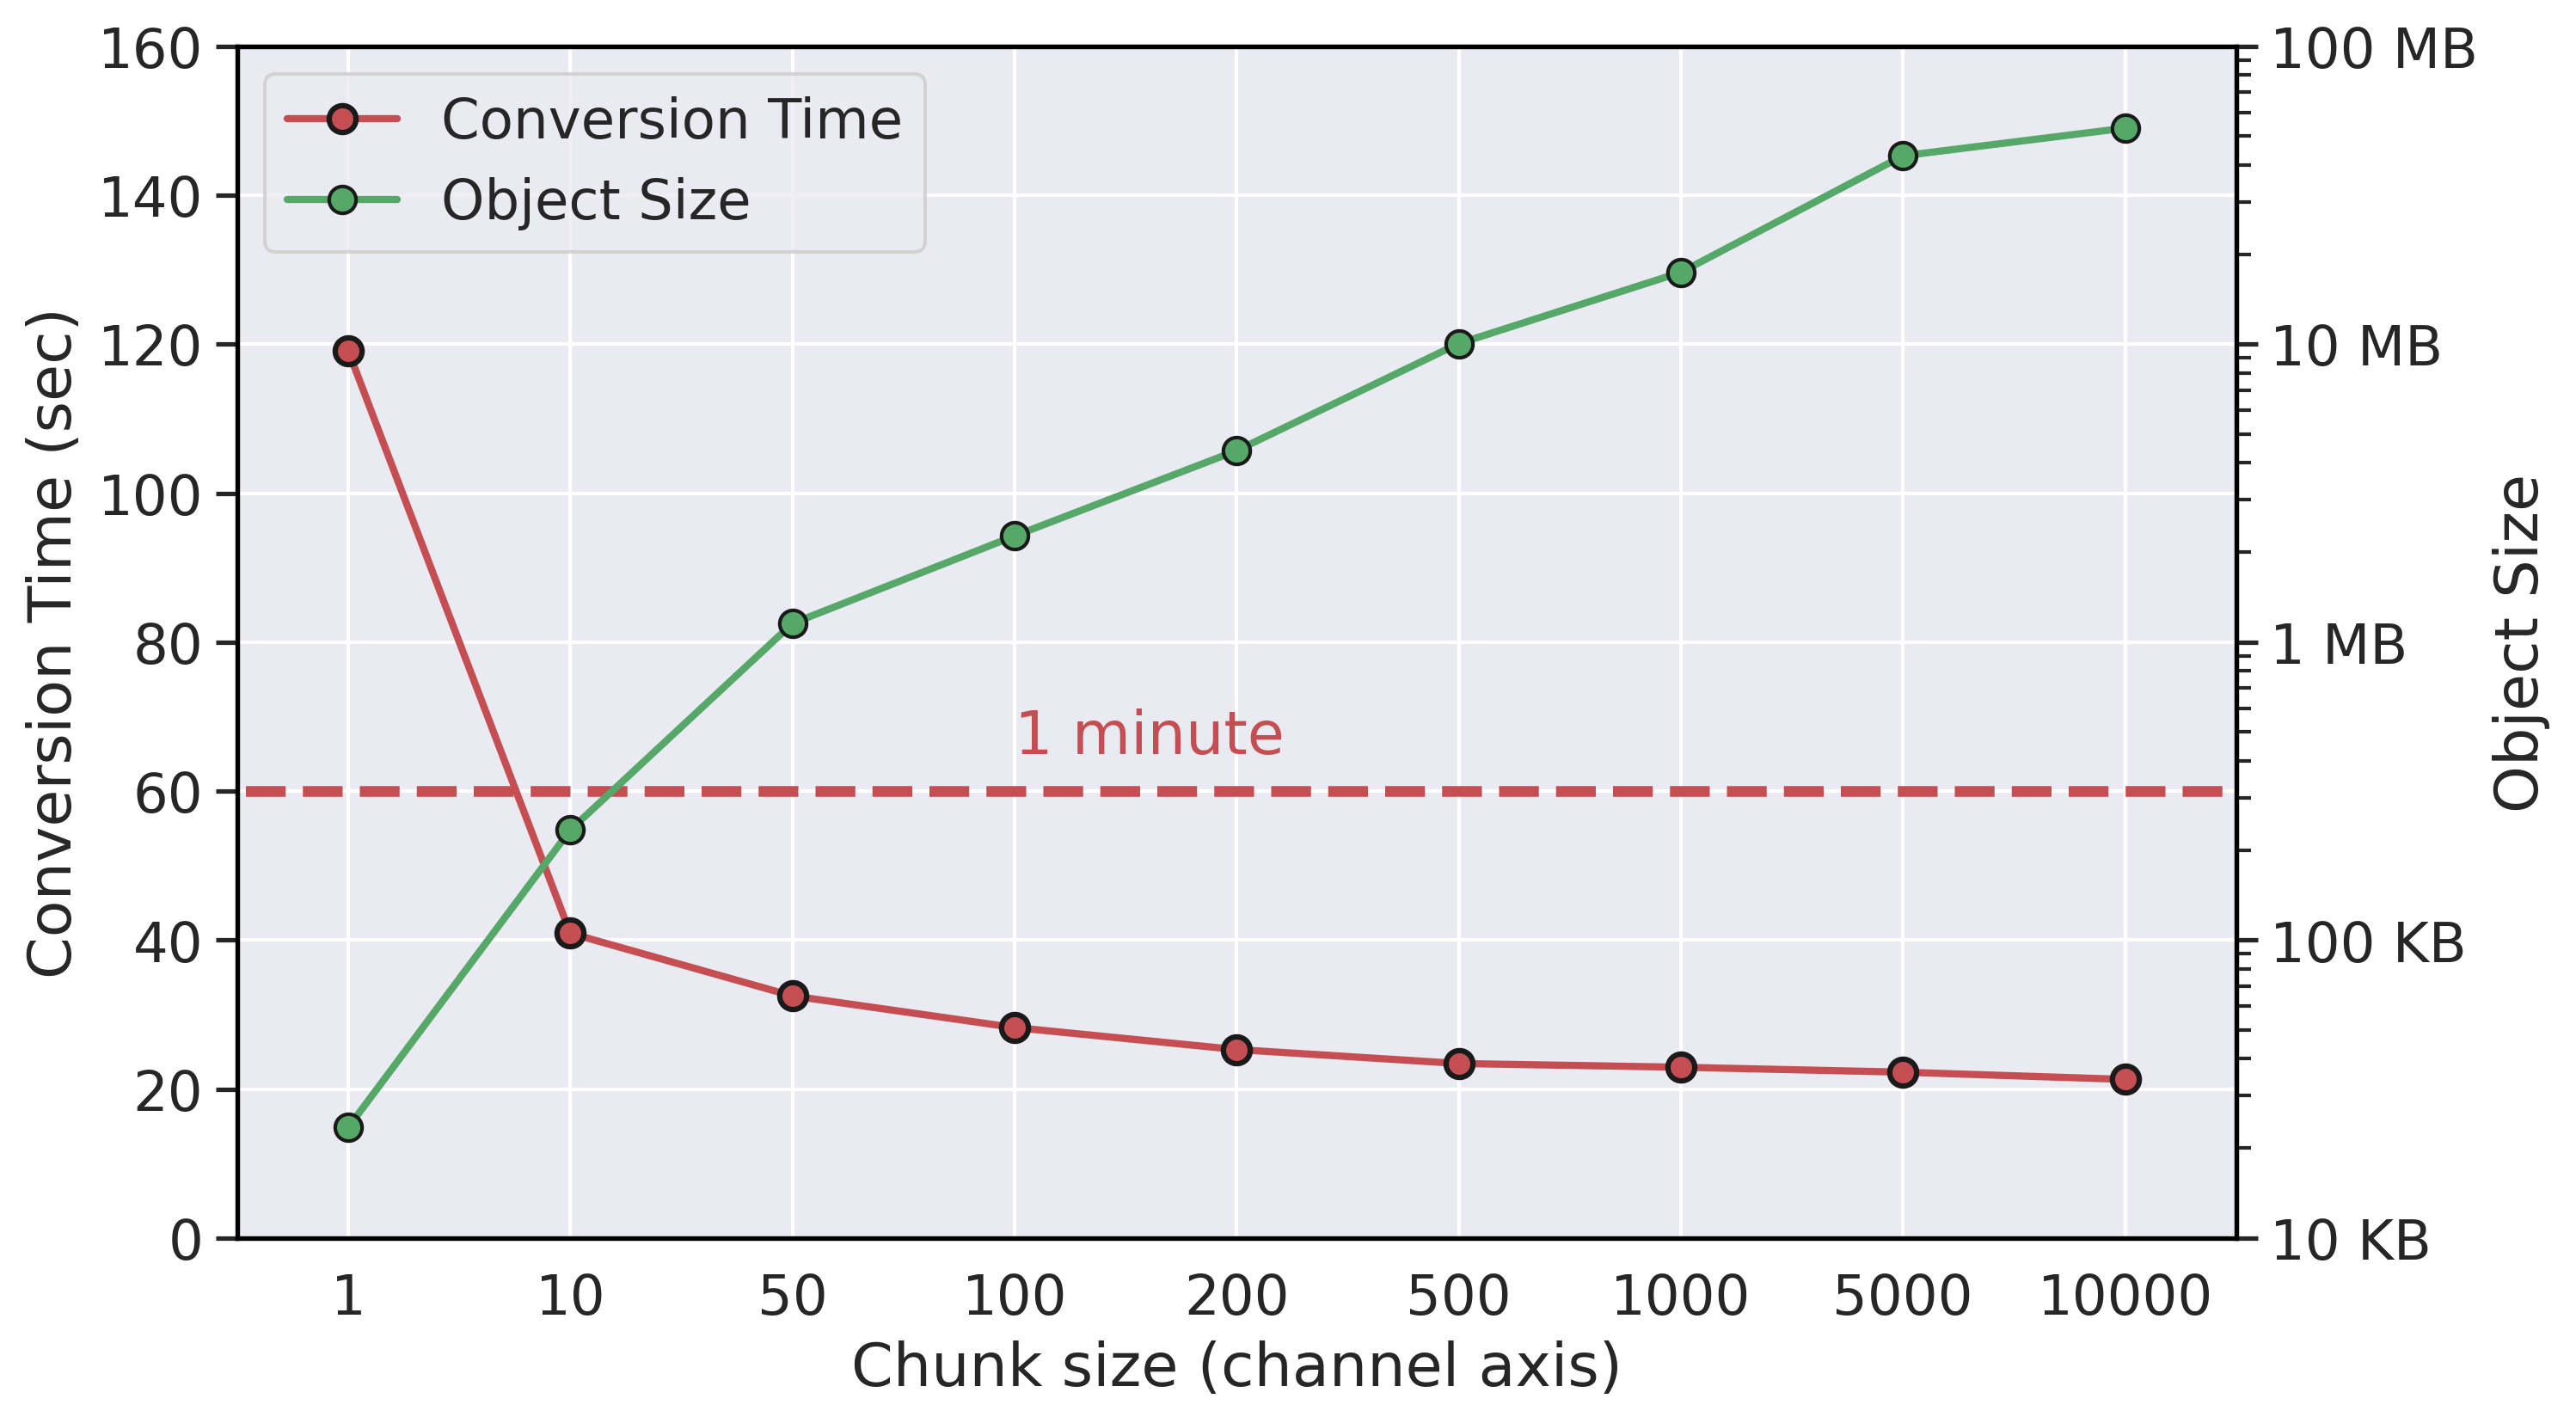 Conversion Time
Object Size
Conversion Time (sec)
160
140
120
100
80
60
40
20
0
1 minute
100 MB
10 MB
1 MB
100 KB
10 KB
Object Size
1 10 50 100 200 500 1000 5000 10000
Chunk size (channel axis)